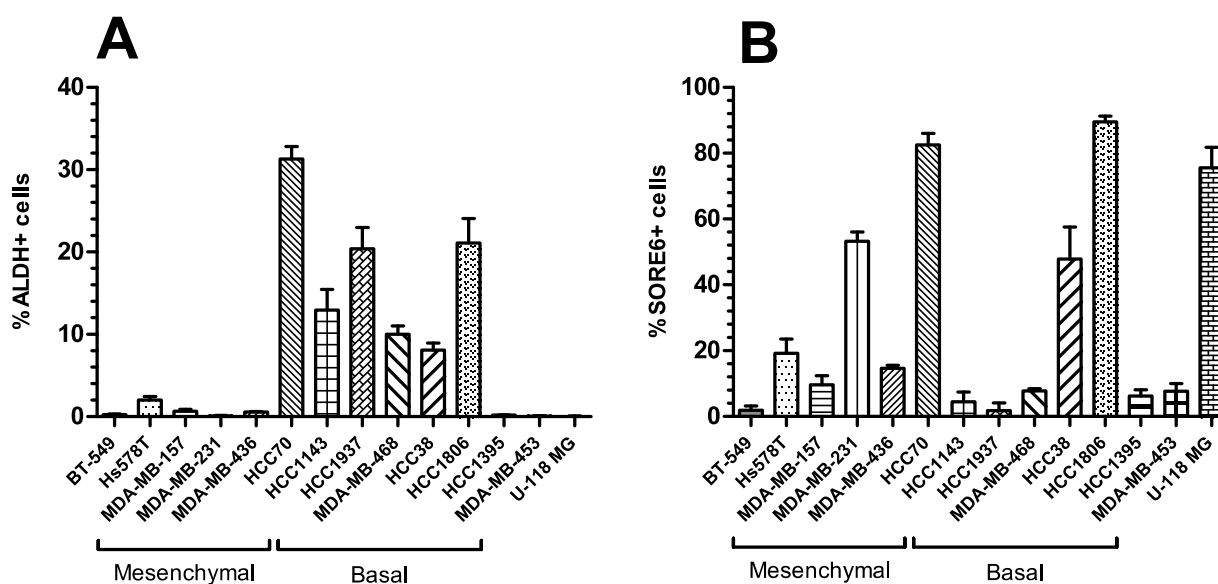 A
%ALDH+ cells
40
30
20
10
0
BT-549
Hs578T
MDA-MB-157
MDA-MB-231
MDA-Ms-436
HCC70
HCC1143
HCC1937
MDA-MB-468
HCC38
HCC1806
HCC1395
MDA-MB-453
U-118 MG
Mesenchymal
Basal
B
%SORE6+ cells
100
80
60
40
20
0
BT-549
Hs578T
MDA-MB-157
MDA-MB-231
MDA-MB-436
HCC70
HCC1143
HCC1937
MDA-MB-468
HCC38
HCC1806
HCC1395
MDA-MB-453
U-118 MG
Mesenchymal
Basal